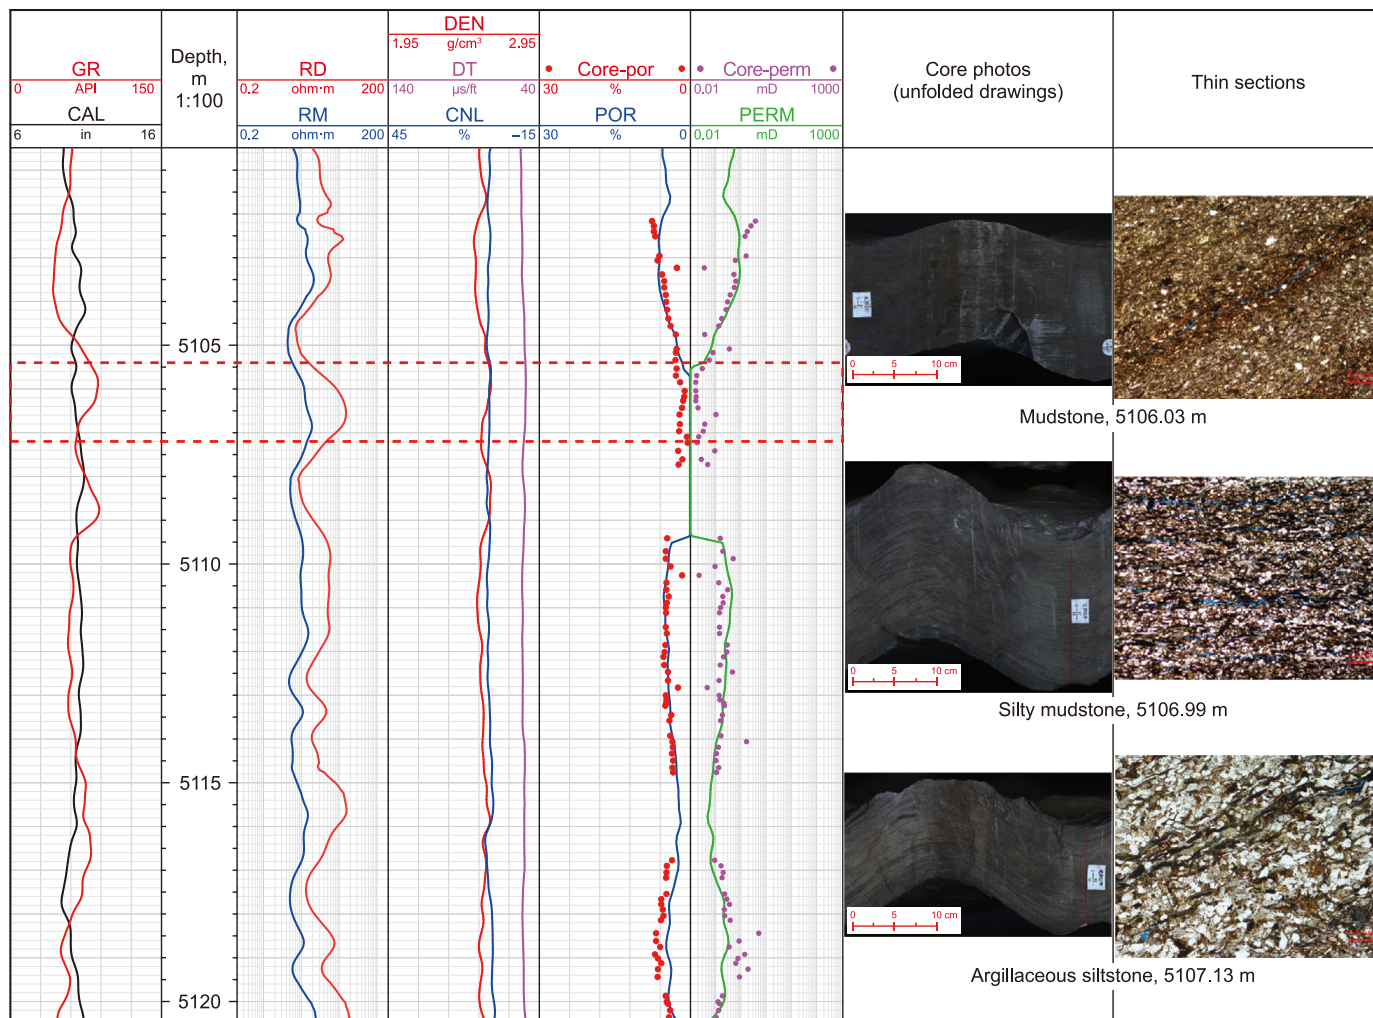 GR
0 API 150
CAL
6 in 16
Depth,
m
1:100
RD
0.2 ohm·m 200
RM
0.2 ohm·m 200
DEN
1.95 g/cm³ 2.95
DT
140 μs/ft 40
CNL
45 % −15
Core-por
30 % 0
POR
30 % 0
Core-perm
0.01 mD 1000
PERM
0.01 mD 1000
Core photos
(unfolded drawings)
Thin sections
5105
5110
5115
5120
0 5 10 cm
Mudstone, 5106.03 m
0 5 10 cm
Silty mudstone, 5106.99 m
0 5 10 cm
Argillaceous siltstone, 5107.13 m